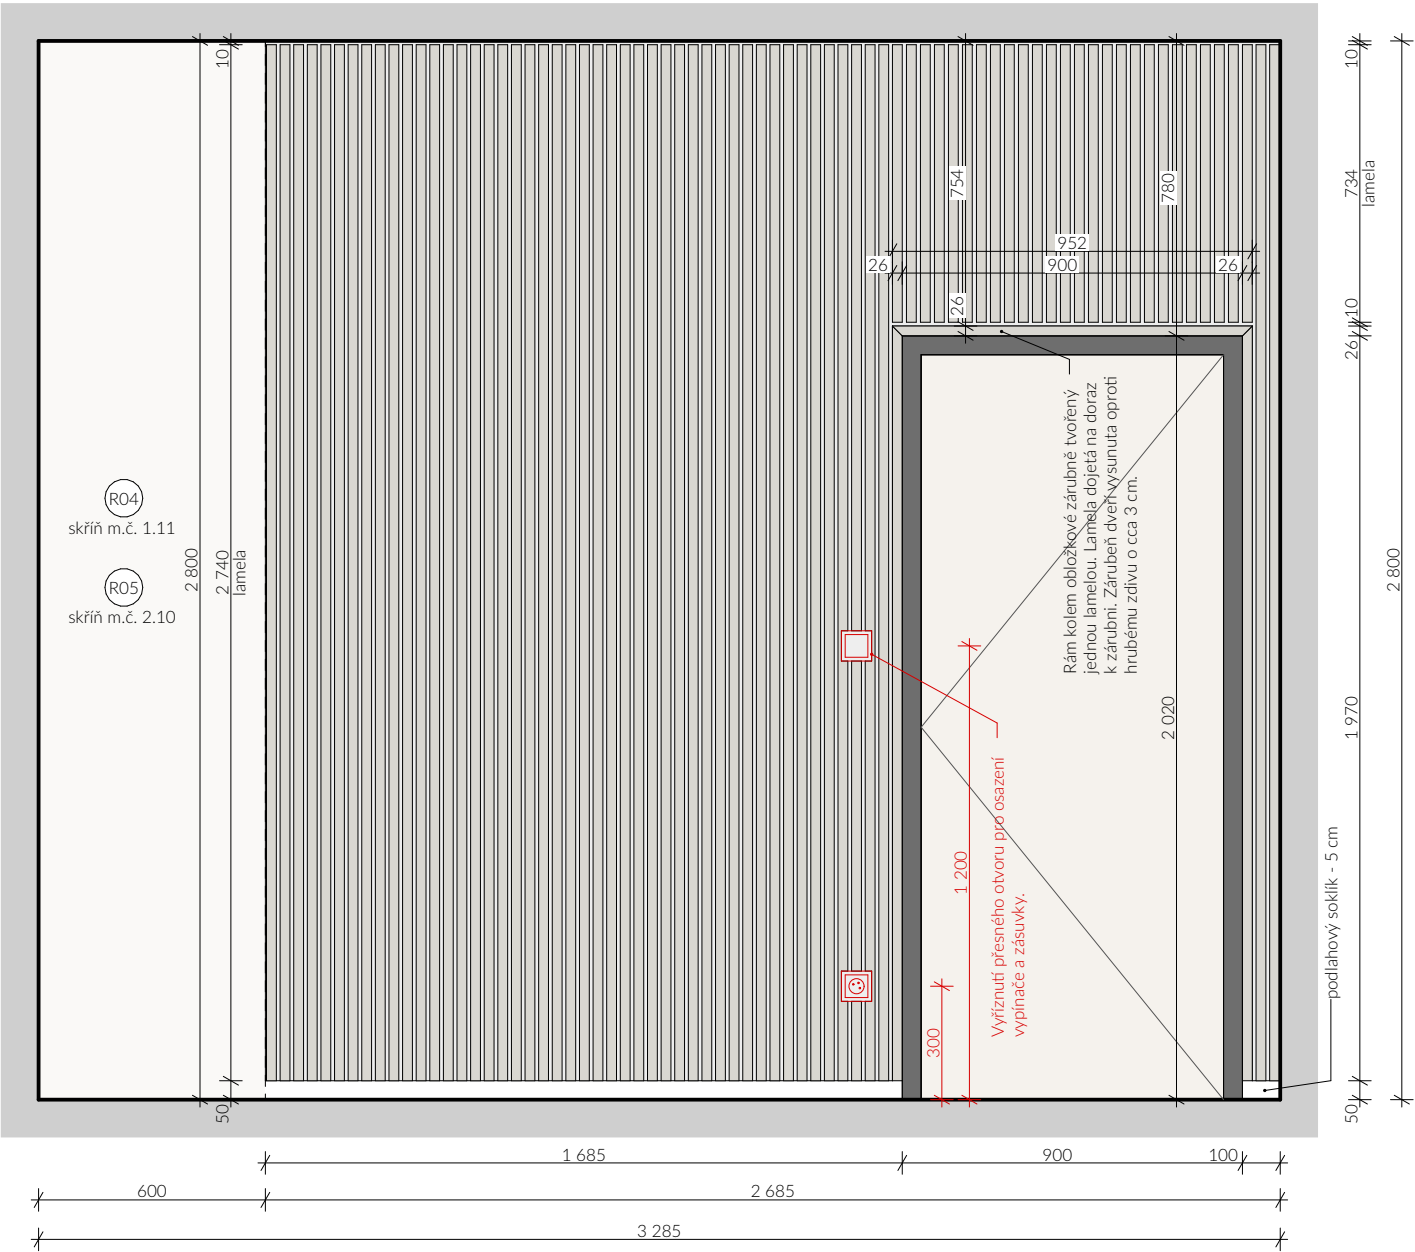 10
10
754
780
734
lamela
952
26
900
26
26
10
26
Rám kolem obložkové zárubně tvořený
jednou lamelou. Lamela dojetá na doraz
k zárubni. Zárubeň dveří vysunuta oproti
hrubému zdivu o cca 3 cm.
R04
skříň m.č. 1.11
R05
skříň m.č. 2.10
2 800
2 740
lamela
2 800
1 970
2 020
1 200
300
Vyříznutí přesného otvoru pro osazení
vypínače a zásuvky.
podlahový soklík - 5 cm
50
50
1 685
900
100
600
2 685
3 285